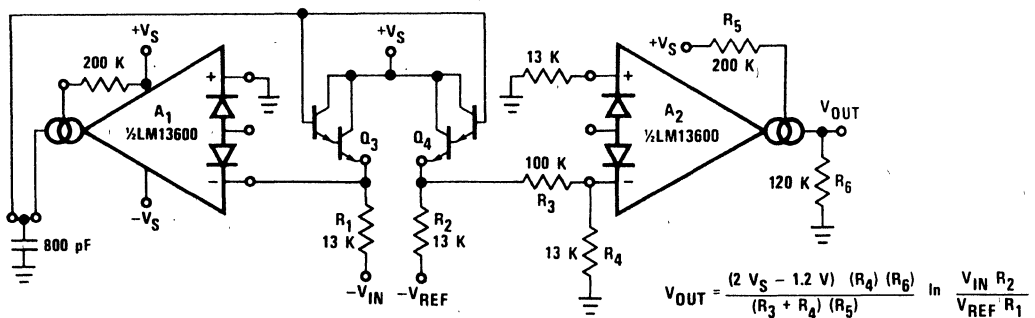 +VS
200 K
A1
½LM13600
+
−
−VS
800 pF
+VS
Q3
Q4
R1
13 K
−VIN
R2
13 K
−VREF
13 K
100 K
R3
13 K
R4
+VS
R5
200 K
+
−
A2
½LM13600
VOUT
120 K
R6
VOUT = (2 VS − 1.2 V) (R4) (R6) / (R3 + R4) (R5) ln VIN R2 / VREF R1